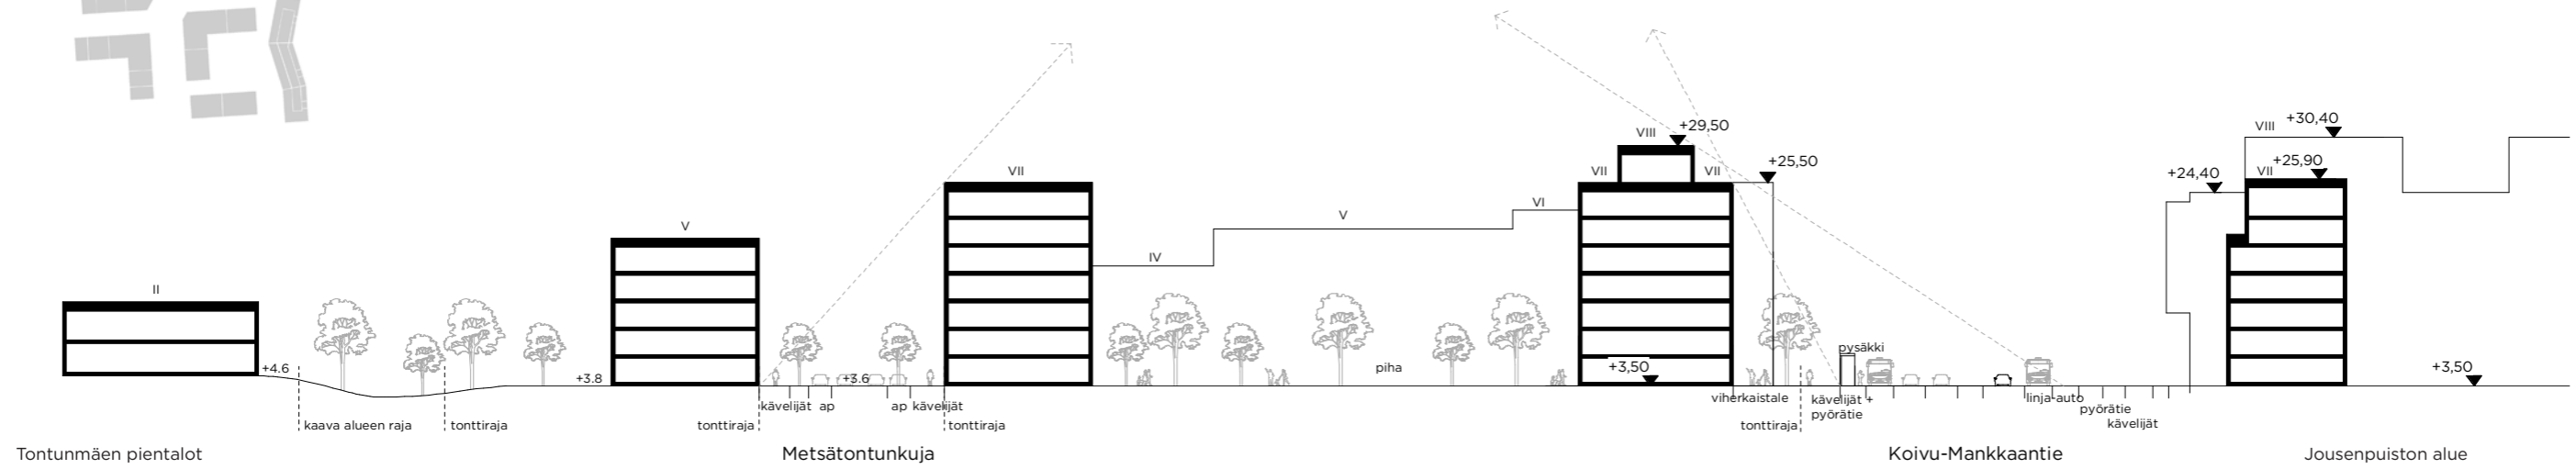 +29,50
VIII
+30,40
VIII
+25,50
+25,90
VII
VII
VII
VII
+24,40
VI
V
V
IV
II
+4.6
+3.8
+3.6
piha
+3,50
pysäkki
+3,50
kävelijät
ap
ap
kävelijät
viherkaistale
kävelijät +
pyörätie
linja-auto
pyörätie
kävelijät
kaava alueen raja
tonttiraja
tonttiraja
tonttiraja
tonttiraja
Tontunmäen pientalot
Metsätontunkuja
Koivu-Mankkaantie
Jousenpuiston alue